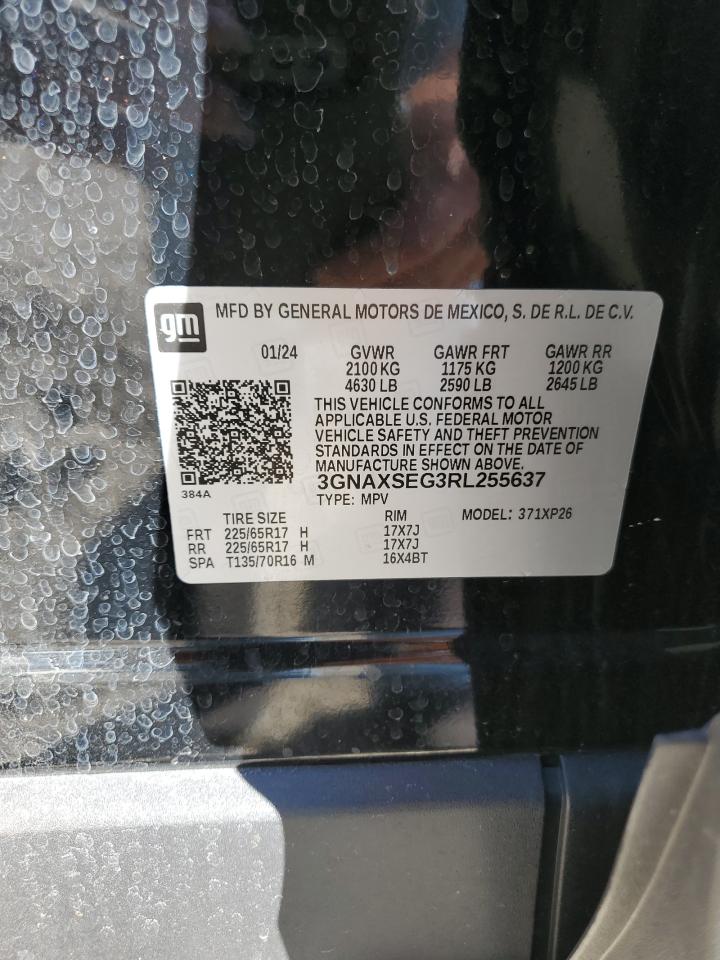 gm MFD BY GENERAL MOTORS DE MEXICO, S. DE R.L. DE C.V.
01/24 GVWR GAWR FRT GAWR RR
2100 KG 1175 KG 1200 KG
4630 LB 2590 LB 2645 LB
THIS VEHICLE CONFORMS TO ALL
APPLICABLE U.S. FEDERAL MOTOR
VEHICLE SAFETY AND THEFT PREVENTION
STANDARDS IN EFFECT ON THE DATE OF
MANUFACTURE SHOWN ABOVE.
3GNAXSEG3RL255637
384A
TYPE: MPV
TIRE SIZE RIM MODEL: 371XP26
FRT 225/65R17 H 17X7J
RR 225/65R17 H 17X7J
SPA T135/70R16 M 16X4BT